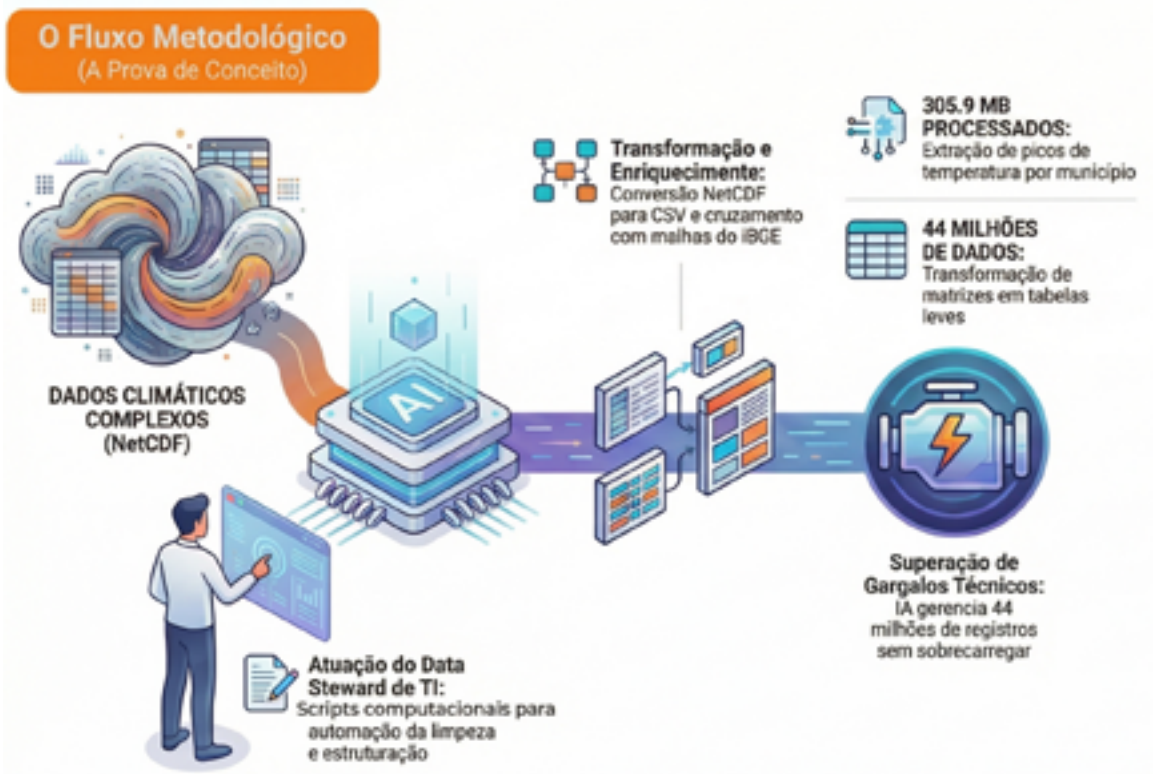 O Fluxo Metodológico
(A Prova de Conceito)
DADOS CLIMÁTICOS
COMPLEXOS
(NetCDF)
AI
Atuação do Data
Steward de TI:
Scripts computacionais para
automação da limpeza
e estruturação
Transformação e
Enriquecimento:
Conversão NetCDF
para CSV e cruzamento
com malhas do iBGE
305.9 MB
PROCESSADOS:
Extração de picos de
temperatura por município
44 MILHÕES
DE DADOS:
Transformação de
matrizes em tabelas
leves
Superação de
Gargalos Técnicos:
IA gerencia 44
milhões de registros
sem sobrecarregar